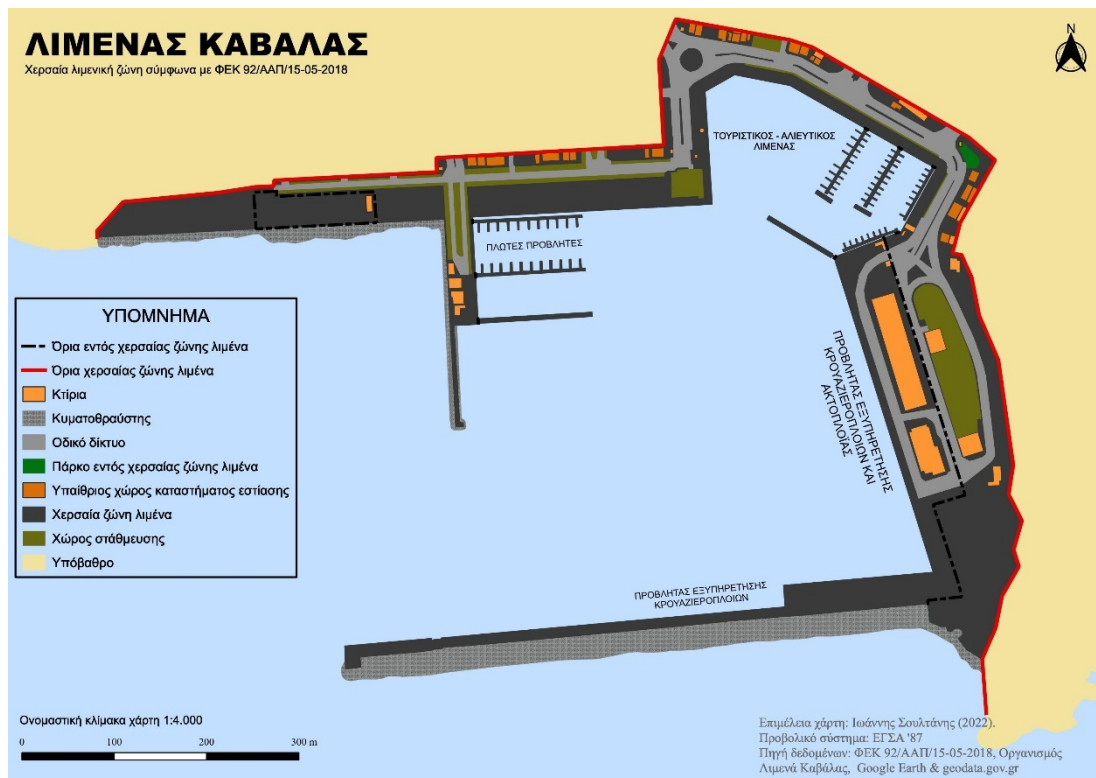 ΛΙΜΕΝΑΣ ΚΑΒΑΛΑΣ
Χερσαία λιμενική ζώνη σύμφωνα με ΦΕΚ 92/ΑΑΠ/15-05-2018
N
ΤΟΥΡΙΣΤΙΚΟΣ - ΑΛΙΕΥΤΙΚΟΣ
ΛΙΜΕΝΑΣ
ΠΛΩΤΕΣ ΠΡΟΒΛΗΤΕΣ
ΠΡΟΒΛΗΤΑΣ ΕΞΥΠΗΡΕΤΗΣΗΣ
ΚΡΟΥΑΖΙΕΡΟΠΛΟΙΩΝ ΚΑΙ
ΑΚΤΟΠΛΟΪΑΣ
ΠΡΟΒΛΗΤΑΣ ΕΞΥΠΗΡΕΤΗΣΗΣ
ΚΡΟΥΑΖΙΕΡΟΠΛΟΙΩΝ
ΥΠΟΜΝΗΜΑ
Όρια εντός χερσαίας ζώνης λιμένα
Όρια χερσαίας ζώνης λιμένα
Κτίρια
Κυματοθραύστης
Οδικό δίκτυο
Πάρκο εντός χερσαίας ζώνης λιμένα
Υπαίθριος χώρος καταστήματος εστίασης
Χερσαία ζώνη λιμένα
Χώρος στάθμευσης
Υπόβαθρο
Ονομαστική κλίμακα χάρτη 1:4.000
0 100 200 300 m
Επιμέλεια χάρτη: Ιωάννης Σουλτάνης (2022).
Προβολικό σύστημα: ΕΓΣΑ '87
Πηγή δεδομένων: ΦΕΚ 92/ΑΑΠ/15-05-2018, Οργανισμός
Λιμενά Καβάλας, Google Earth & geodata.gov.gr